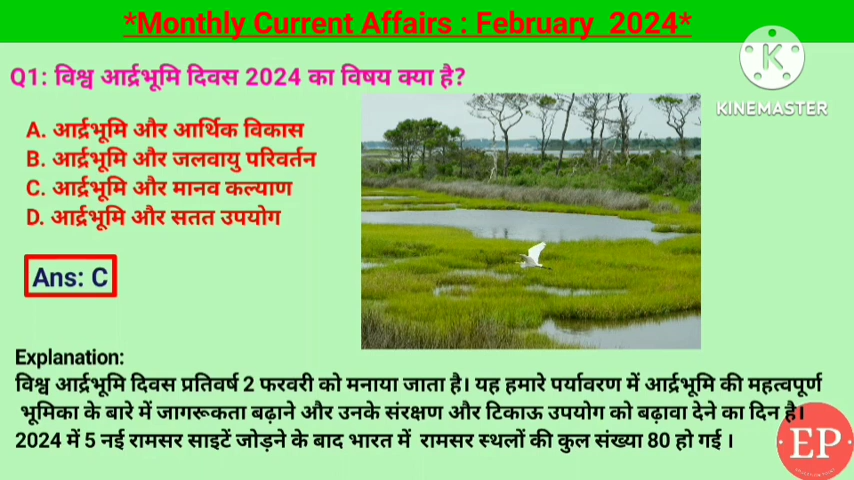 *Monthly Current Affairs : February 2024*
K
KINEMASTER
Q1: विश्व आर्द्रभूमि दिवस 2024 का विषय क्या है?
A. आर्द्रभूमि और आर्थिक विकास
B. आर्द्रभूमि और जलवायु परिवर्तन
C. आर्द्रभूमि और मानव कल्याण
D. आर्द्रभूमि और सतत उपयोग
Ans: C
Explanation:
विश्व आर्द्रभूमि दिवस प्रतिवर्ष 2 फरवरी को मनाया जाता है। यह हमारे पर्यावरण में आर्द्रभूमि की महत्वपूर्ण
भूमिका के बारे में जागरूकता बढ़ाने और उनके संरक्षण और टिकाऊ उपयोग को बढ़ावा देने का दिन है।
2024 में 5 नई रामसर साइटें जोड़ने के बाद भारत में रामसर स्थलों की कुल संख्या 80 हो गई ।
EP